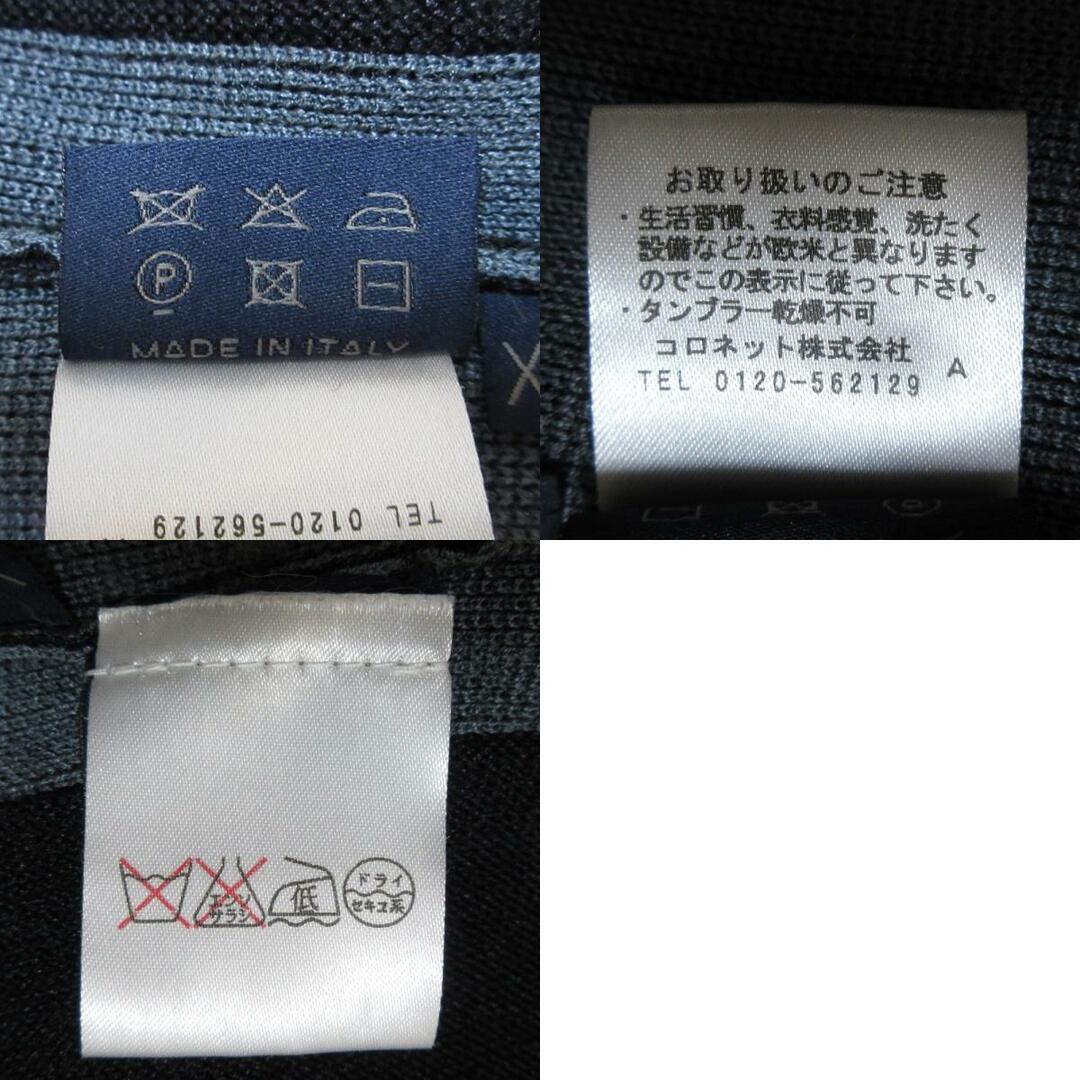 P
MADE IN ITALY
TEL 0120-562129
お取り扱いのご注意
・生活習慣、衣料感覚、洗たく
設備などが欧米と異なります
のでこの表示に従って下さい。
・タンブラー乾燥不可
コロネット株式会社
TEL 0120-562129 A
エンソ
サラシ
低
ドライ
セキユ系